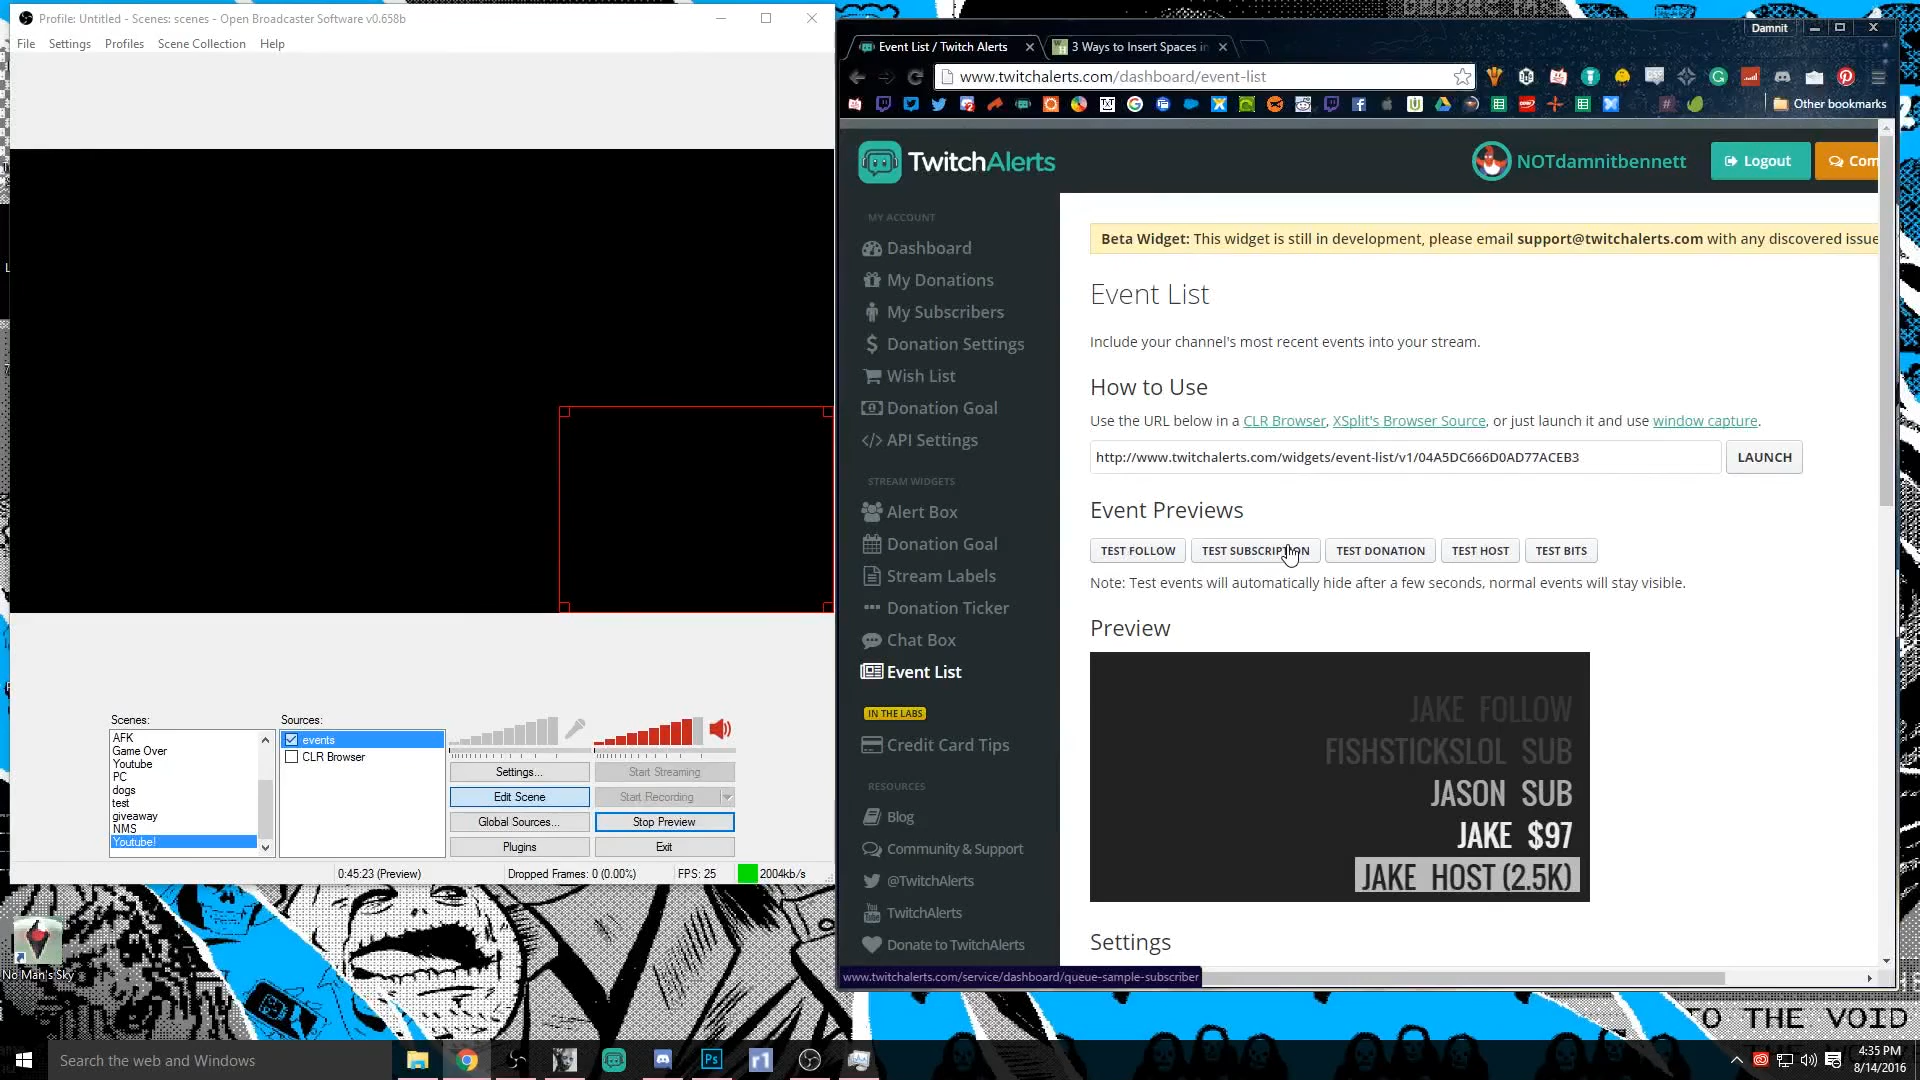 Profile: Untitled - Scenes: scenes - Open Broadcaster Software v0.658b
File Settings Profiles Scene Collection Help
Scenes:
AFK
Game Over
Youtube
PC
dogs
test
giveaway
NMS
Youtube!
Sources:
events
CLR Browser
Settings...
Start Streaming
Edit Scene
Start Recording
Global Sources...
Stop Preview
Plugins
Exit
0:45:23 (Preview)
Dropped Frames: 0 (0.00%)
FPS: 25
2004kb/s
No Man's Sky
Damnit
Event List / Twitch Alerts
3 Ways to Insert Spaces in
www.twitchalerts.com/dashboard/event-list
Other bookmarks
TwitchAlerts
NOTdamnitbennett
Logout
Com
MY ACCOUNT
Dashboard
My Donations
My Subscribers
Donation Settings
Wish List
Donation Goal
API Settings
STREAM WIDGETS
Alert Box
Donation Goal
Stream Labels
Donation Ticker
Chat Box
Event List
IN THE LABS
Credit Card Tips
RESOURCES
Blog
Community & Support
@TwitchAlerts
TwitchAlerts
Donate to TwitchAlerts
Beta Widget: This widget is still in development, please email support@twitchalerts.com with any discovered issue
Event List
Include your channel's most recent events into your stream.
How to Use
Use the URL below in a CLR Browser, XSplit's Browser Source, or just launch it and use window capture.
http://www.twitchalerts.com/widgets/event-list/v1/04A5DC666D0AD77ACEB3
LAUNCH
Event Previews
TEST FOLLOW
TEST SUBSCRIPTION
TEST DONATION
TEST HOST
TEST BITS
Note: Test events will automatically hide after a few seconds, normal events will stay visible.
Preview
JAKE FOLLOW
FISHSTICKSLOL SUB
JASON SUB
JAKE $97
JAKE HOST (2.5K)
Settings
www.twitchalerts.com/service/dashboard/queue-sample-subscriber
TO THE VOID
Search the web and Windows
Ps
4:35 PM
8/14/2016